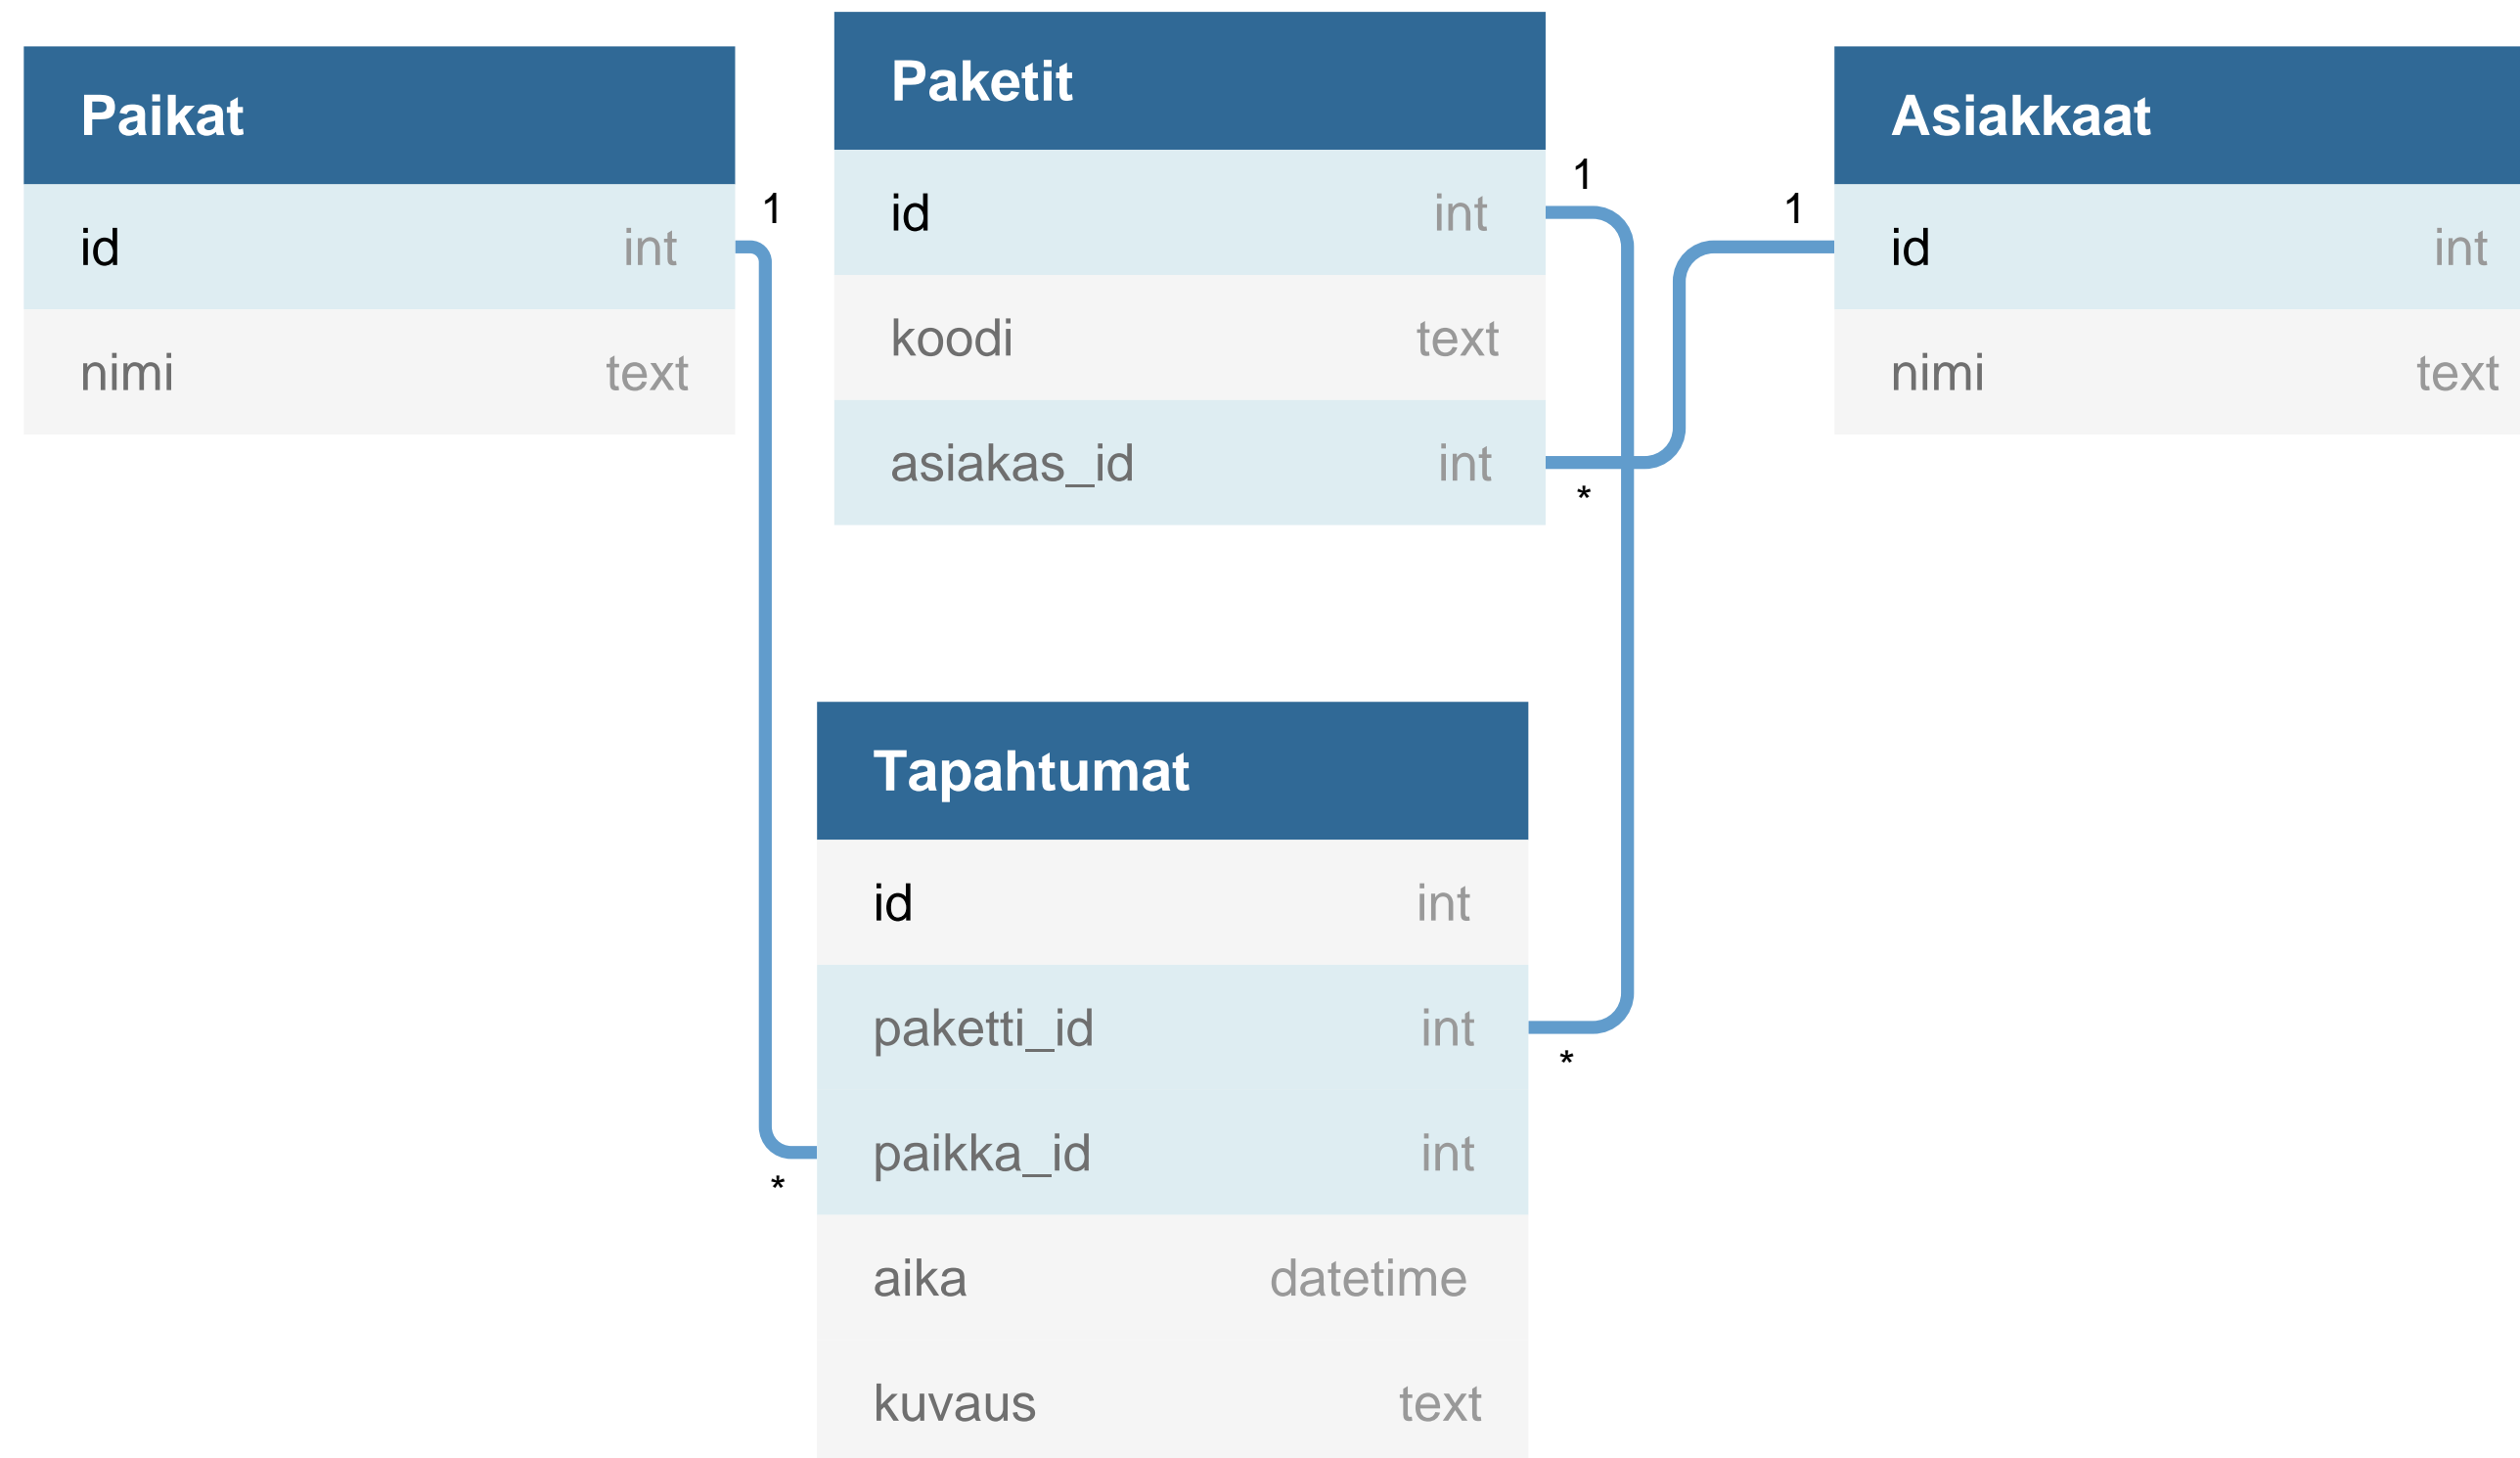 Paikat
id int
nimi text
1
*
Paketit
id int
koodi text
asiakas_id int
1
*
Asiakkaat
id int
nimi text
1
Tapahtumat
id int
paketti_id int
paikka_id int
aika datetime
kuvaus text
*